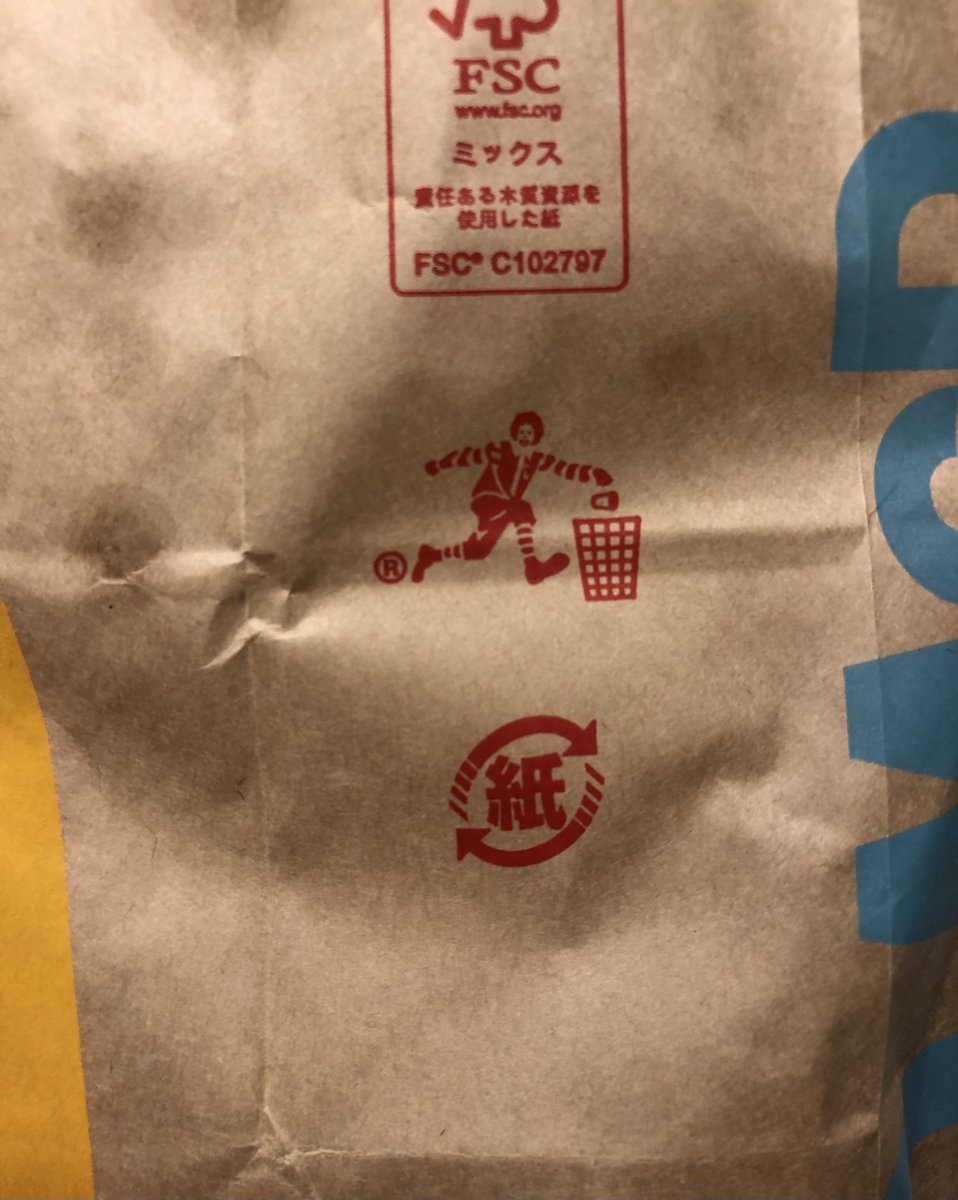 FSC
www.fsc.org
ミックス
責任ある木質資源を
使用した紙
FSC® C102797
®
紙